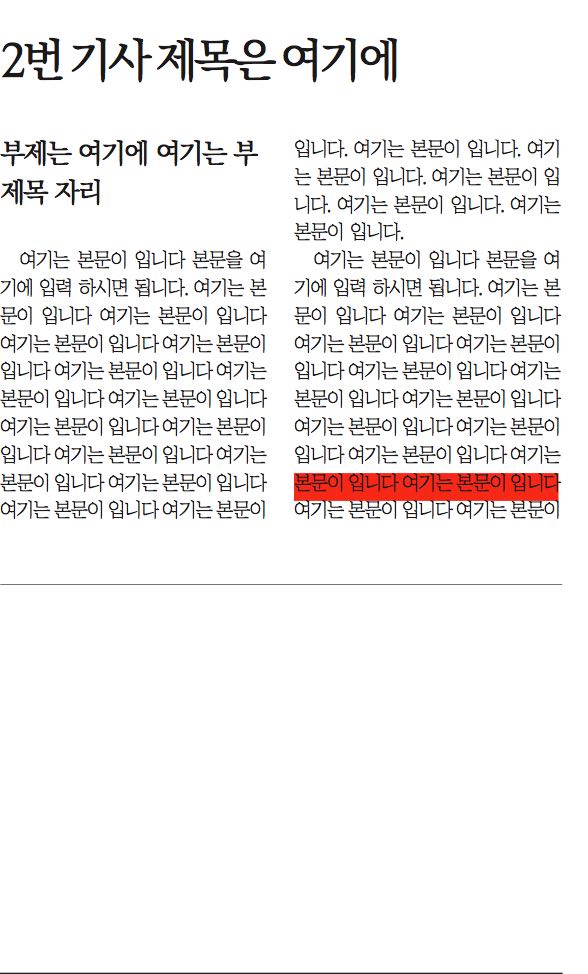 2번 기사 제목은 여기에
부제는 여기에 여기는 부
제목 자리
여기는 본문이 입니다 본문을 여
기에 입력 하시면 됩니다. 여기는 본
문이 입니다 여기는 본문이 입니다
여기는 본문이 입니다 여기는 본문이
입니다 여기는 본문이 입니다 여기는
본문이 입니다 여기는 본문이 입니다
여기는 본문이 입니다 여기는 본문이
입니다 여기는 본문이 입니다 여기는
본문이 입니다 여기는 본문이 입니다
여기는 본문이 입니다 여기는 본문이
입니다. 여기는 본문이 입니다. 여기
는 본문이 입니다. 여기는 본문이 입
니다. 여기는 본문이 입니다. 여기는
본문이 입니다.
여기는 본문이 입니다 본문을 여
기에 입력 하시면 됩니다. 여기는 본
문이 입니다 여기는 본문이 입니다
여기는 본문이 입니다 여기는 본문이
입니다 여기는 본문이 입니다 여기는
본문이 입니다 여기는 본문이 입니다
여기는 본문이 입니다 여기는 본문이
입니다 여기는 본문이 입니다 여기는
본문이 입니다 여기는 본문이 입니다
여기는 본문이 입니다 여기는 본문이